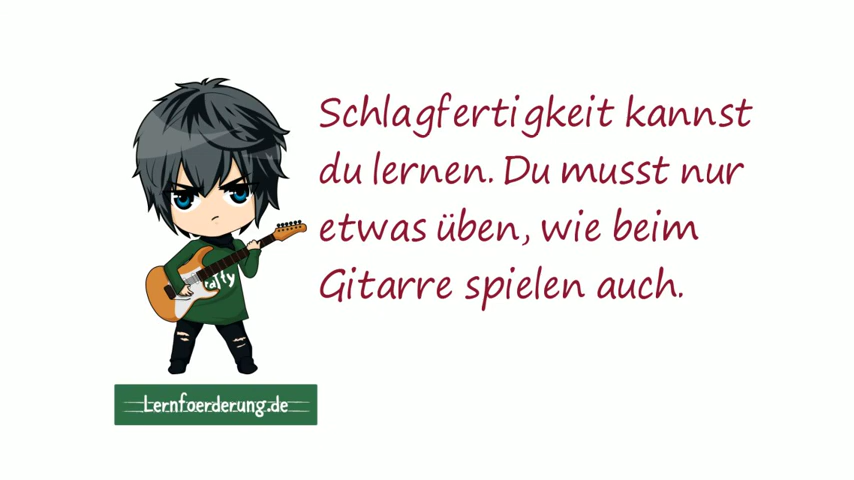 Schlagfertigkeit kannst
du lernen. Du musst nur
etwas üben, wie beim
Gitarre spielen auch.
Lernfoerderung.de